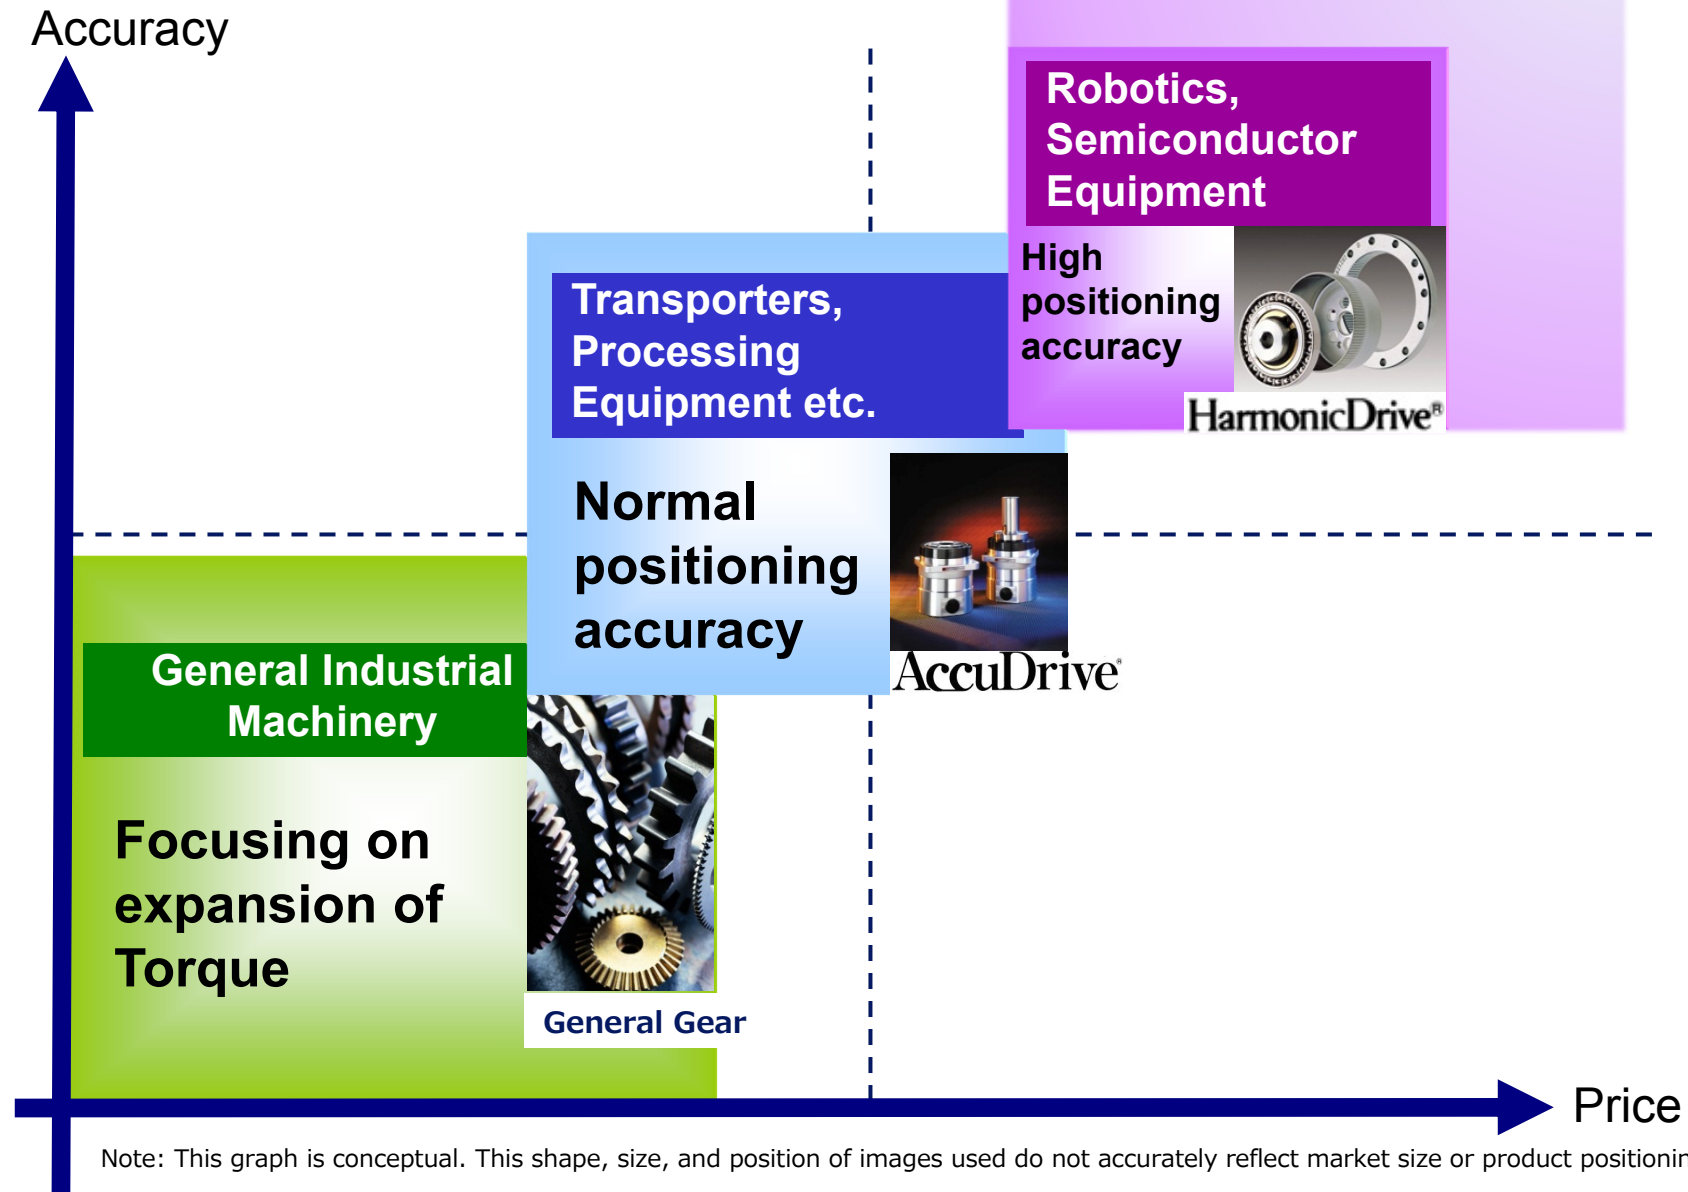 Accuracy
Robotics,
Semiconductor
Equipment
High
positioning
accuracy
HarmonicDrive®
Transporters,
Processing
Equipment etc.
Normal
positioning
accuracy
AccuDrive®
General Industrial
Machinery
Focusing on
expansion of
Torque
General Gear
Price
Note: This graph is conceptual. This shape, size, and position of images used do not accurately reflect market size or product positionin